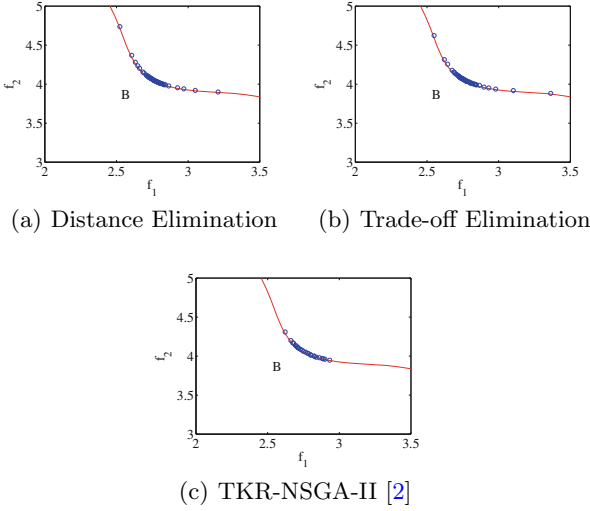 5
4.5
4
3.5
3
f2
B
2 2.5 3 3.5
f1
(a) Distance Elimination
5
4.5
4
3.5
3
f2
B
2 2.5 3 3.5
f1
(b) Trade-off Elimination
5
4.5
4
3.5
3
f2
B
2 2.5 3 3.5
f1
(c) TKR-NSGA-II [2]